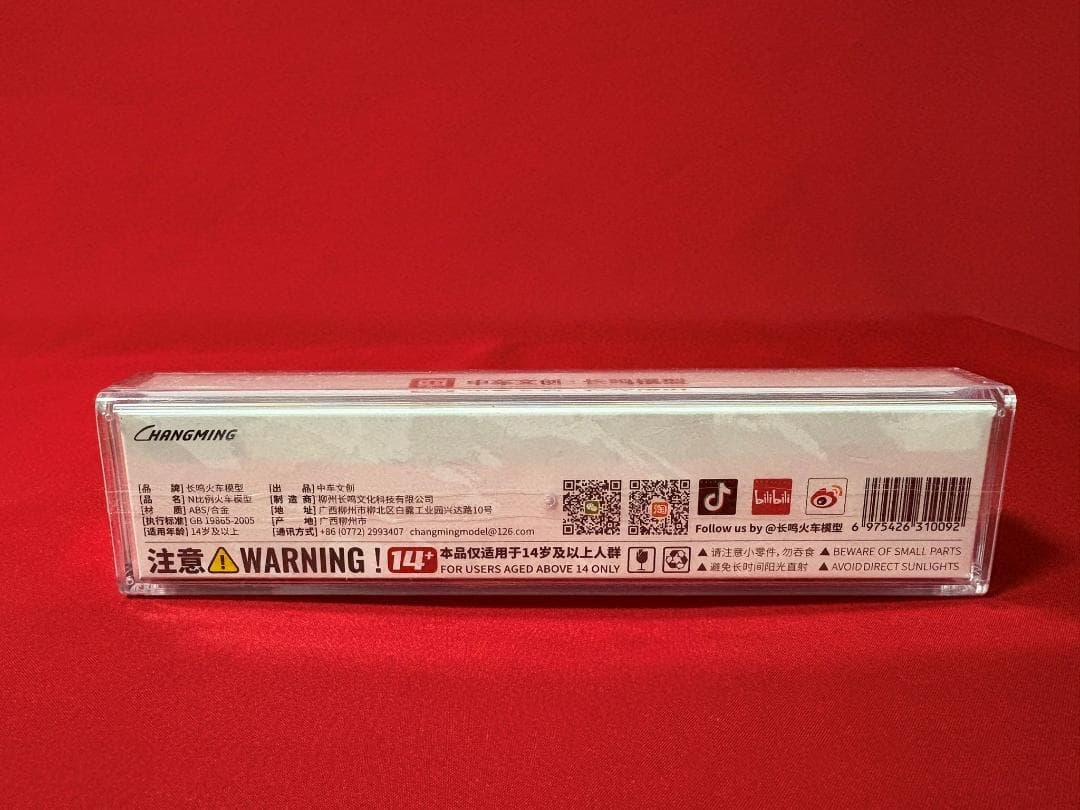 中车文创·长鸣模型
CHANGMING
[品 牌] 长鸣火车模型
[品 名] N比例火车模型
[材 质] ABS/合金
[执行标准] GB 19865-2005
[适用年龄] 14岁及以上
[出 品] 中车文创
[制 造 商] 柳州长鸣文化科技有限公司
[地 址] 广西柳州市柳北区白露工业园兴达路10号
[产 地] 广西柳州市
[通讯方式] +86 (0772) 2993407 changmingmodel@126.com
淘
bilibili
Follow us by @长鸣火车模型
6 975426 310092
注意 WARNING！
14+
本品仅适用于14岁及以上人群
FOR USERS AGED ABOVE 14 ONLY
▲ 请注意小零件,勿吞食 ▲ BEWARE OF SMALL PARTS
▲ 避免长时间阳光直射 ▲ AVOID DIRECT SUNLIGHTS